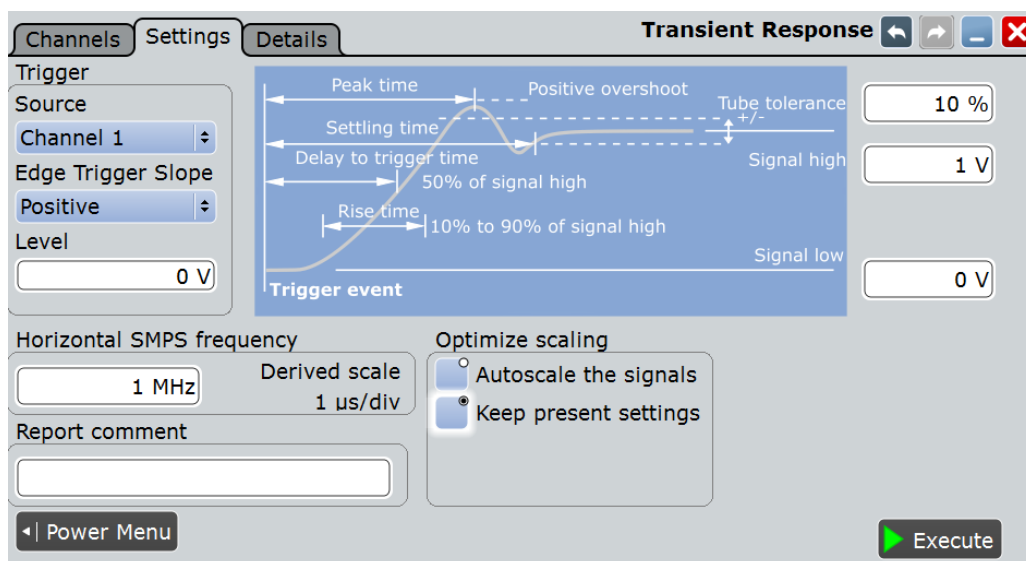 Channels Settings Details Transient Response
Trigger
Source
Channel 1
Edge Trigger Slope
Positive
Level
0 V
Peak time
Positive overshoot
Tube tolerance
+/-
10 %
Settling time
Delay to trigger time
Signal high
1 V
50% of signal high
Rise time
10% to 90% of signal high
Signal low
0 V
Trigger event
Horizontal SMPS frequency
1 MHz
Derived scale
1 µs/div
Optimize scaling
Autoscale the signals
Keep present settings
Report comment
Power Menu
Execute